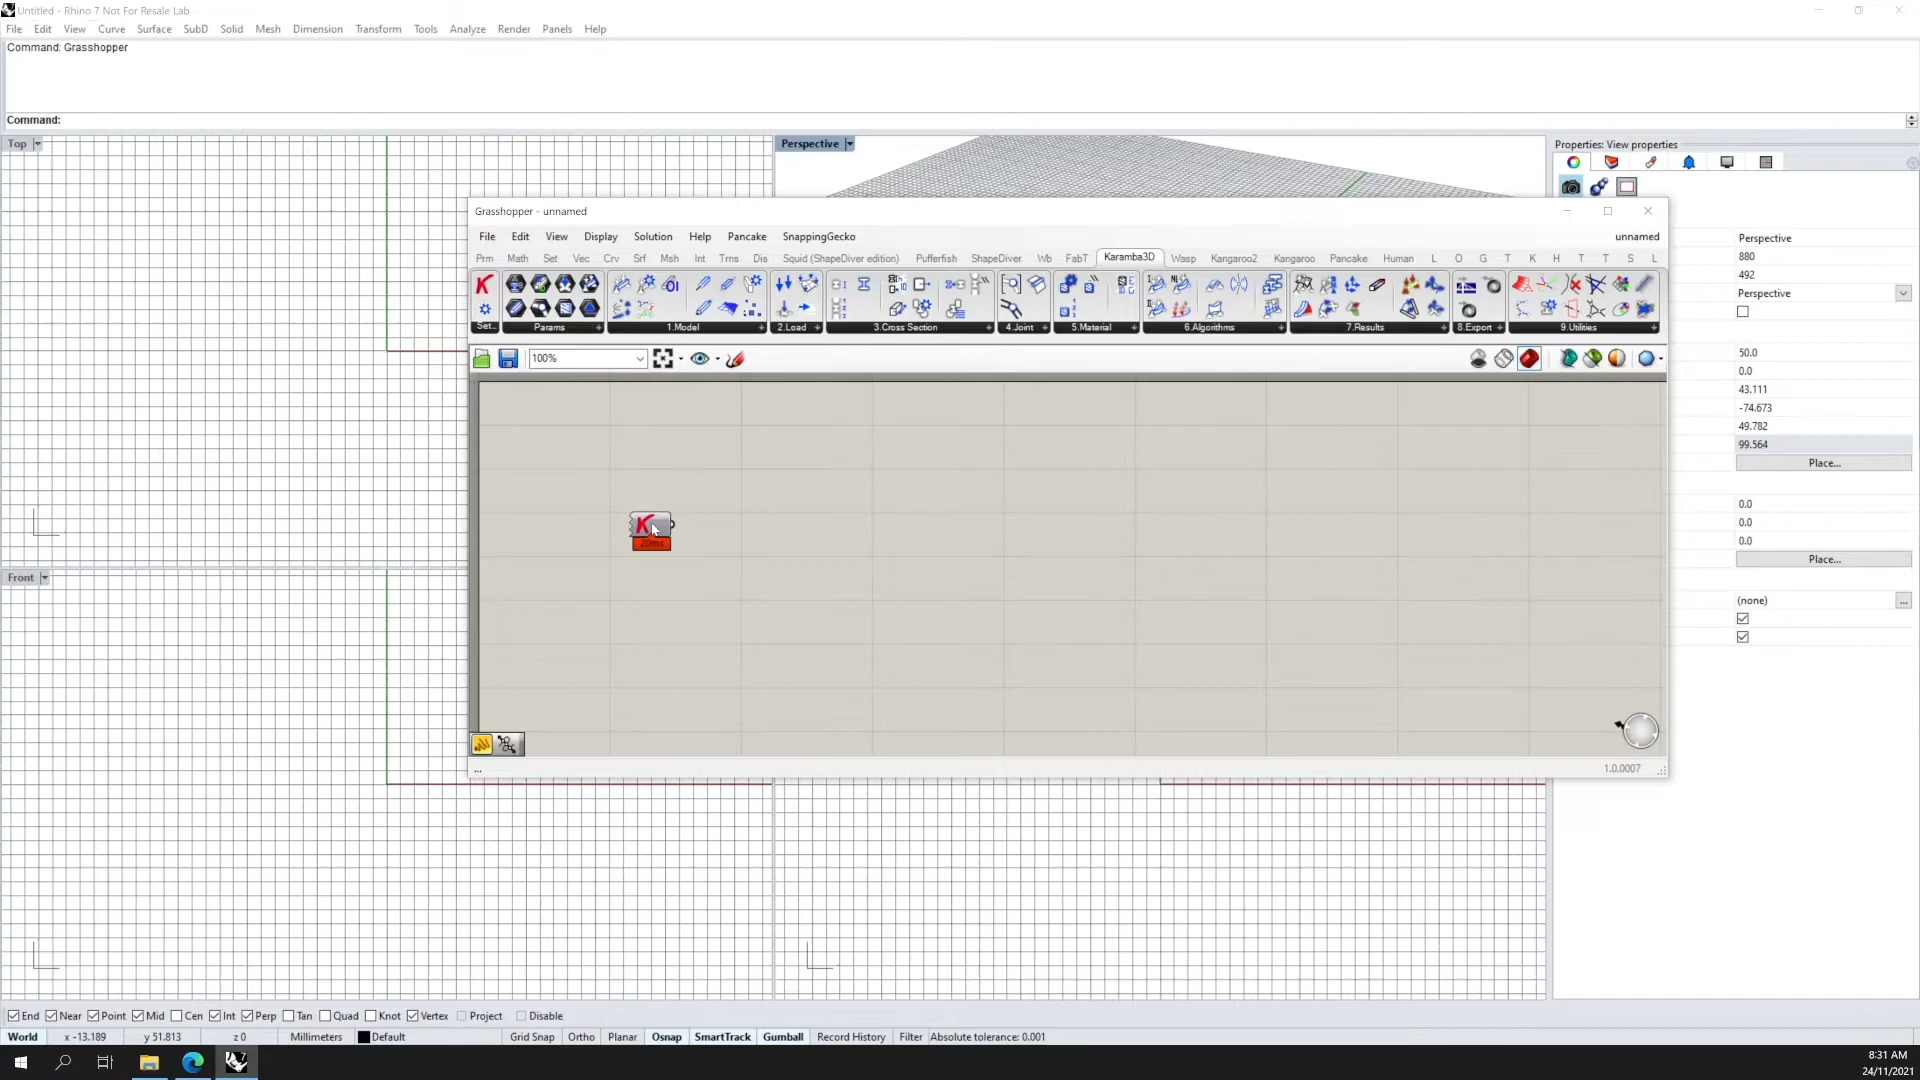 Untitled - Rhino 7 Not For Resale Lab
File Edit View Curve Surface SubD Solid Mesh Dimension Transform Tools Analyze Render Panels Help
Command: Grasshopper
Command:
Top
Perspective
Properties: View properties
Grasshopper - unnamed
File Edit View Display Solution Help Pancake SnappingGecko unnamed
Prm Math Set Vec Crv Srf Msh Int Trns Dis Squid (ShapeDiver edition) Pufferfish ShapeDiver Wb FabT Karamba3D Wasp Kangaroo2 Kangaroo Pancake Human L O G T K H T T S L
Set... Params 1.Model 2.Load 3.Cross Section 4.Joint 5.Material 6.Algorithms 7.Results 8.Export 9.Utilities
100%
20ms
... 1.0.0007
Perspective
880
492
Perspective
50.0
0.0
43.111
-74.673
49.782
99.564
Place...
0.0
0.0
0.0
Place...
(none)
...
Front
End Near Point Mid Cen Int Perp Tan Quad Knot Vertex Project Disable
World x -13.189 y 51.813 z 0 Millimeters Default Grid Snap Ortho Planar Osnap SmartTrack Gumball Record History Filter Absolute tolerance: 0.001
8:31 AM
24/11/2021